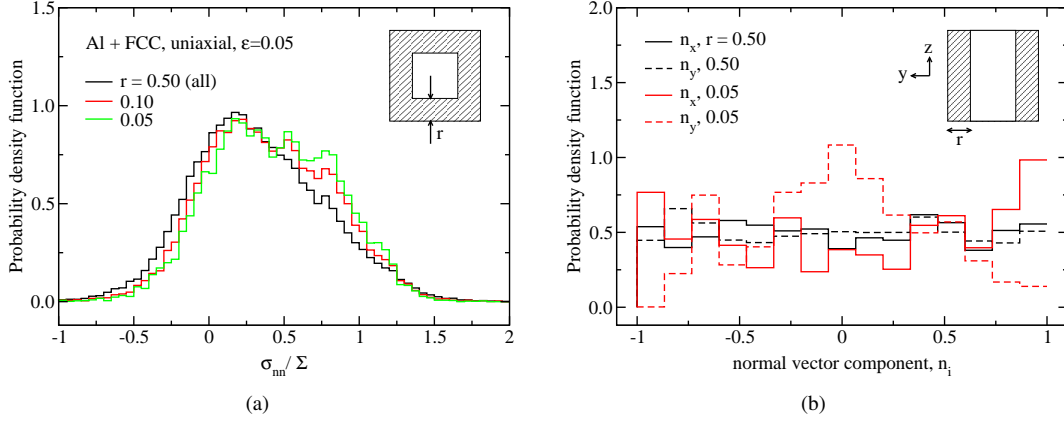 Probability density function
2.0
1.5
1.0
0.5
0.0
Al + FCC, uniaxial, ε=0.05
r = 0.50 (all)
0.10
0.05
r
-1
-0.5
0
0.5
1
1.5
2
σnn/ Σ
(a)
Probability density function
2.0
1.5
1.0
0.5
0.0
nx, r = 0.50
ny, 0.50
nx, 0.05
ny, 0.05
z
y
r
-1
-0.5
0
0.5
1
normal vector component, ni
(b)